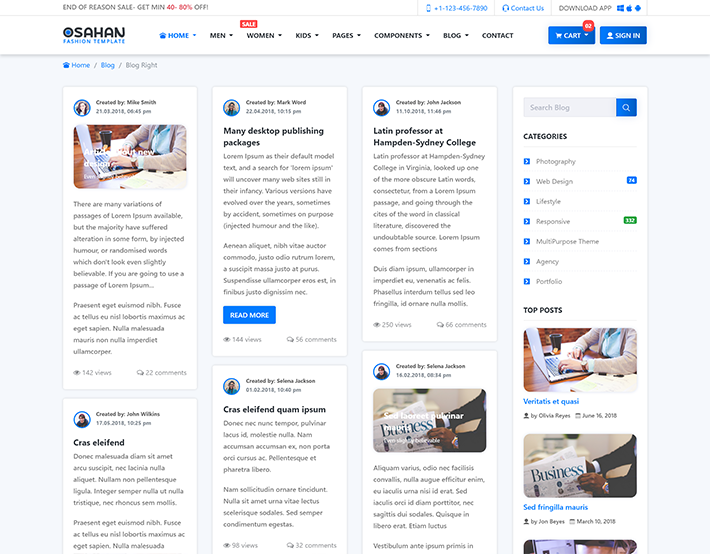 END OF REASON SALE- GET MIN 40- 80% OFF!
+1-123-456-7890
Contact Us
DOWNLOAD APP
OSAHAN
FASHION TEMPLATE
HOME
MEN
SALE
WOMEN
KIDS
PAGES
COMPONENTS
BLOG
CONTACT
CART
02
SIGN IN
Home / Blog / Blog Right
Created by: Mike Smith
21.03.2018, 06:45 pm
There are many variations of
passages of Lorem Ipsum available,
but the majority have suffered
alteration in some form, by injected
humour, or randomised words
which don't look even slightly
believable. If you are going to use a
passage of Lorem Ipsum...
Praesent eget euismod nibh. Fusce
ac tellus eu nisl lobortis maximus ac
eget sapien. Nulla malesuada
mauris non nulla imperdiet
ullamcorper.
142 views
22 comments
Created by: John Wilkins
17.05.2018, 10:25 pm
Cras eleifend
Donec malesuada diam sit amet
arcu suscipit, nec lacinia nulla
aliquet. Nullam non pellentesque
ligula. Integer semper nulla ut nulla
tristique, nec rhoncus sem mollis.
Praesent eget euismod nibh. Fusce
ac tellus eu nisl lobortis maximus ac
eget sapien. Nulla malesuada
Created by: Mark Word
22.04.2018, 10:15 pm
Many desktop publishing
packages
Lorem Ipsum as their default model
text, and a search for 'lorem ipsum'
will uncover many web sites still in
their infancy. Various versions have
evolved over the years, sometimes
by accident, sometimes on purpose
(injected humour and the like).
Aenean aliquet, nibh vitae auctor
commodo, justo odio rutrum lorem,
a suscipit massa justo at purus.
Suspendisse ullamcorper eros est, in
finibus justo dignissim nec.
READ MORE
144 views
56 comments
Created by: Selena Jackson
01.02.2018, 10:40 pm
Cras eleifend quam ipsum
Donec nec nunc tempor, pulvinar
lacus id, molestie nulla. Nam
accumsan accumsan ex, non porta
orci cursus ac. Pellentesque et
pharetra libero.
Nam sollicitudin ornare tincidunt.
Nulla sit amet urna vitae lectus
scelerisque sodales. Sed semper
condimentum egestas.
98 views
32 comments
Created by: John Jackson
11.10.2018, 11:46 pm
Latin professor at
Hampden-Sydney College
Latin professor at Hampden-Sydney
College in Virginia, looked up one
of the more obscure Latin words,
consectetur, from a Lorem Ipsum
passage, and going through the
cites of the word in classical
literature, discovered the
undoubtable source. Lorem Ipsum
comes from sections
Duis diam ipsum, ullamcorper in
imperdiet eu, venenatis ac felis.
Phasellus interdum tellus sed leo
fringilla, id ornare nulla mollis.
250 views
66 comments
Created by: Selena Jackson
16.02.2018, 08:34 pm
Sed laoreet pulvinar
mauris
Even slightly believable
Aliquam varius, odio nec facilisis
convallis, nulla augue efficitur enim,
eu iaculis urna nisi id erat. Sed
iaculis orci id diam porttitor, nec
sagittis dui sodales. Quisque in
libero erat. Etiam luctus
Vestibulum ante ipsum primis in
Search Blog
CATEGORIES
Photography
Web Design
74
Lifestyle
Responsive
332
MultiPurpose Theme
Agency
Portfolio
TOP POSTS
Veritatis et quasi
by Olivia Reyes
June 16, 2018
Business
Sed fringilla mauris
by Jon Beyes
March 10, 2018